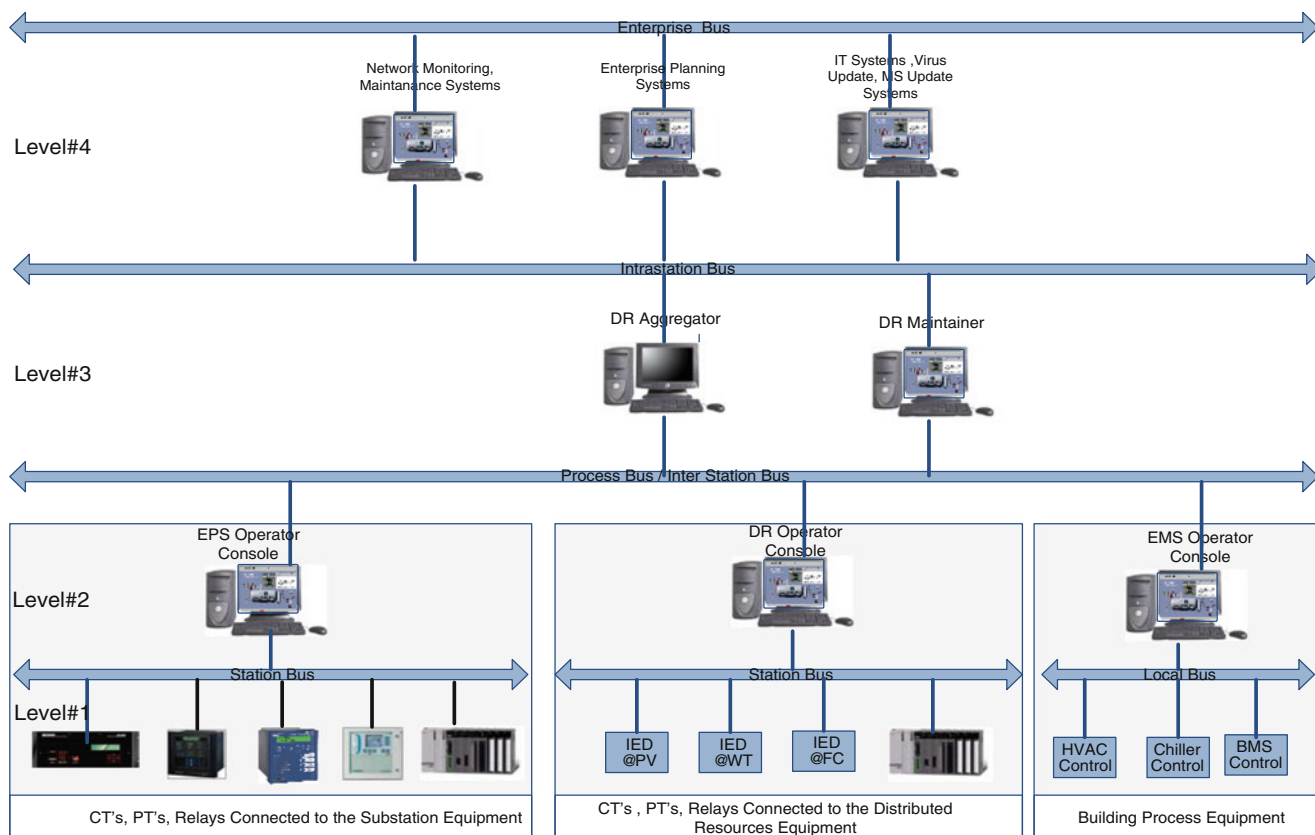 Enterprise Bus
Network Monitoring,
Maintanance Systems
Enterprise Planning
Systems
IT Systems ,Virus
Update, MS Update
Systems
Level#4
Intrastation Bus
DR Aggregator
DR Maintainer
Level#3
Process Bus / Inter Station Bus
EPS Operator
Console
DR Operator
Console
EMS Operator
Console
Level#2
Station Bus
Station Bus
Local Bus
Level#1
IED
@PV
IED
@WT
IED
@FC
HVAC
Control
Chiller
Control
BMS
Control
CT's, PT's, Relays Connected to the Substation Equipment
CT's , PT's, Relays Connected to the Distributed
Resources Equipment
Building Process Equipment